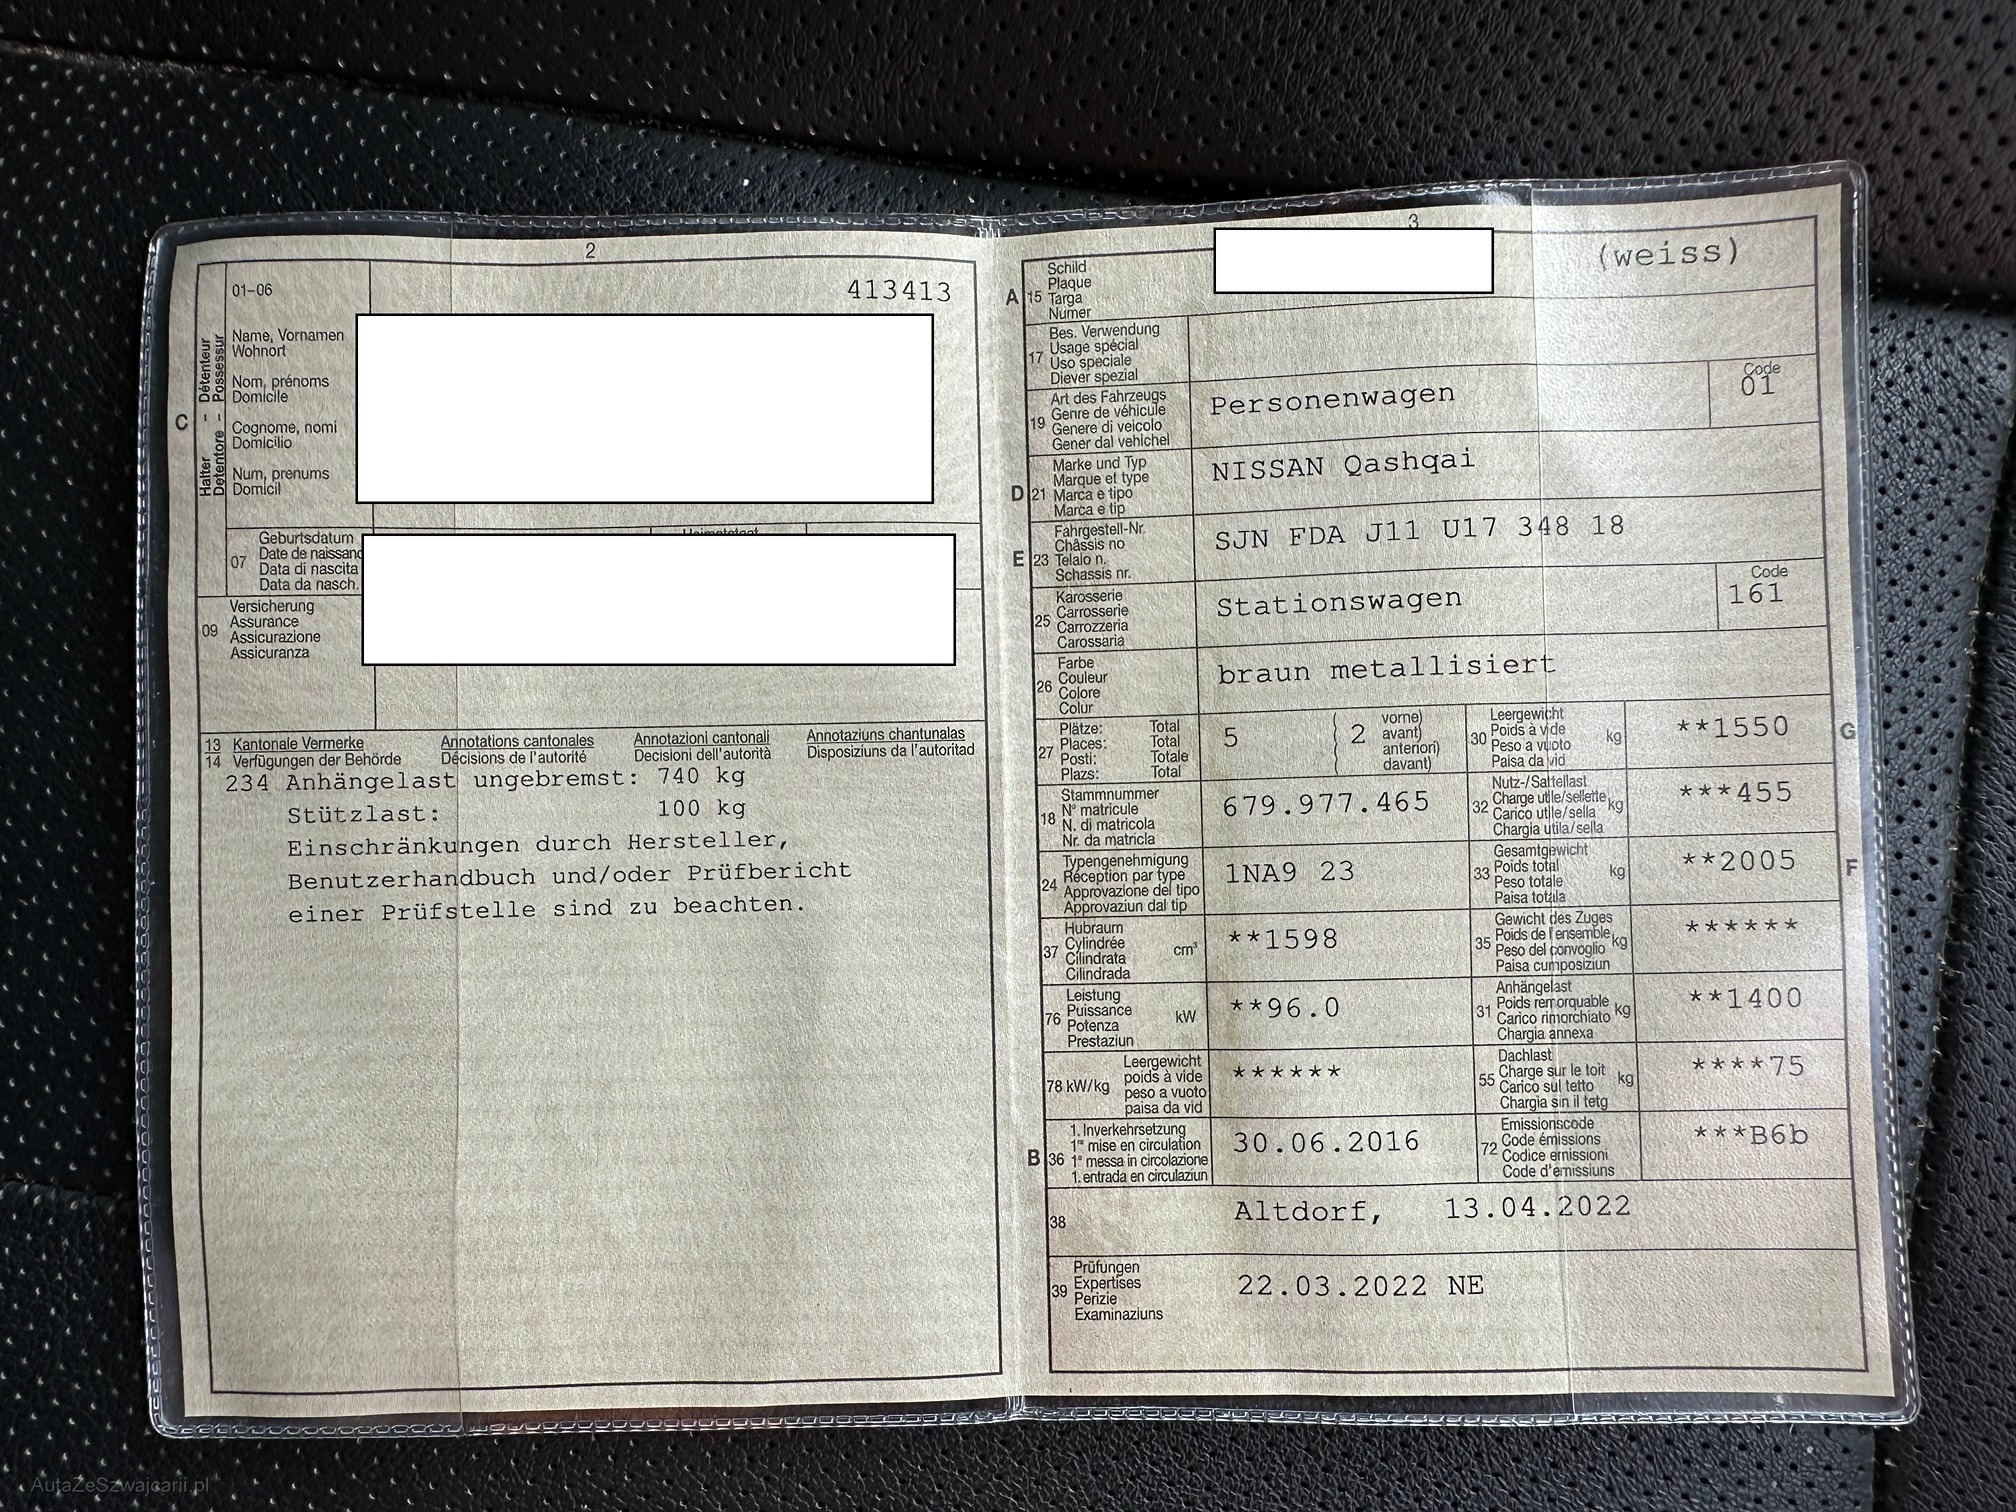 2
01-06
413413
Halter - Détenteur
Detentore - Possessur
C
Name, Vornamen
Wohnort
Nom, prénoms
Domicile
Cognome, nomi
Domicilio
Num, prenums
Domicil
07
Geburtsdatum
Date de naissanc
Data di nascita
Data da nasch.
09
Versicherung
Assurance
Assicurazione
Assicuranza
13 Kantonale Vermerke Annotations cantonales Annotazioni cantonali Annotaziuns chantunalas
14 Verfügungen der Behörde Décisions de l'autorité Decisioni dell'autorità Disposiziuns da l'autoritad
234 Anhängelast ungebremst: 740 kg
Stützlast: 100 kg
Einschränkungen durch Hersteller,
Benutzerhandbuch und/oder Prüfbericht
einer Prüfstelle sind zu beachten.
3
A 15
Schild
Plaque
Targa
Numer
(weiss)
17
Bes. Verwendung
Usage spécial
Uso speciale
Diever spezial
19
Art des Fahrzeugs
Genre de véhicule
Genere di veicolo
Gener dal vehichel
Personenwagen
Code
01
D 21
Marke und Typ
Marque et type
Marca e tipo
Marca e tip
NISSAN Qashqai
E 23
Fahrgestell-Nr.
Châssis no
Telaio n.
Schassis nr.
SJN FDA J11 U17 348 18
25
Karosserie
Carrosserie
Carrozzeria
Carossaria
Stationswagen
Code
161
26
Farbe
Couleur
Colore
Colur
braun metallisiert
27
Plätze: Total
Places: Total
Posti: Totale
Plazs: Total
5
2
vorne)
avant)
anteriori)
davant)
30
Leergewicht
Poids à vide
Peso a vuoto
Paisa da vid
kg
**1550
G
18
Stammnummer
N° matricule
N. di matricola
Nr. da matricla
679.977.465
32
Nutz-/Sattellast
Charge utile/sellette
Carico utile/sella
Chargia utila/sella
kg
***455
24
Typengenehmigung
Réception par type
Approvazione del tipo
Approvaziun dal tip
1NA9 23
33
Gesamtgewicht
Poids total
Peso totale
Paisa totala
kg
**2005
F
37
Hubraum
Cylindrée
Cilindrata
Cilindrada
cm³
**1598
35
Gewicht des Zuges
Poids de l'ensemble
Peso del convoglio
Paisa cumposiziun
kg
******
76
Leistung
Puissance
Potenza
Prestaziun
kW
**96.0
31
Anhängelast
Poids remorquable
Carico rimorchiato
Chargia annexa
kg
**1400
78 kW/kg
Leergewicht
poids à vide
peso a vuoto
paisa da vid
******
55
Dachlast
Charge sur le toit
Carico sul tetto
Chargia sin il tetg
kg
****75
B 36
1. Inverkehrsetzung
1re mise en circulation
1a messa in circolazione
1. entrada en circulaziun
30.06.2016
72
Emissionscode
Code émissions
Codice emissioni
Code d'emissiuns
***B6b
38
Altdorf, 13.04.2022
39
Prüfungen
Expertises
Perizie
Examinaziuns
22.03.2022 NE
AutaZeSzwajcarii.pl